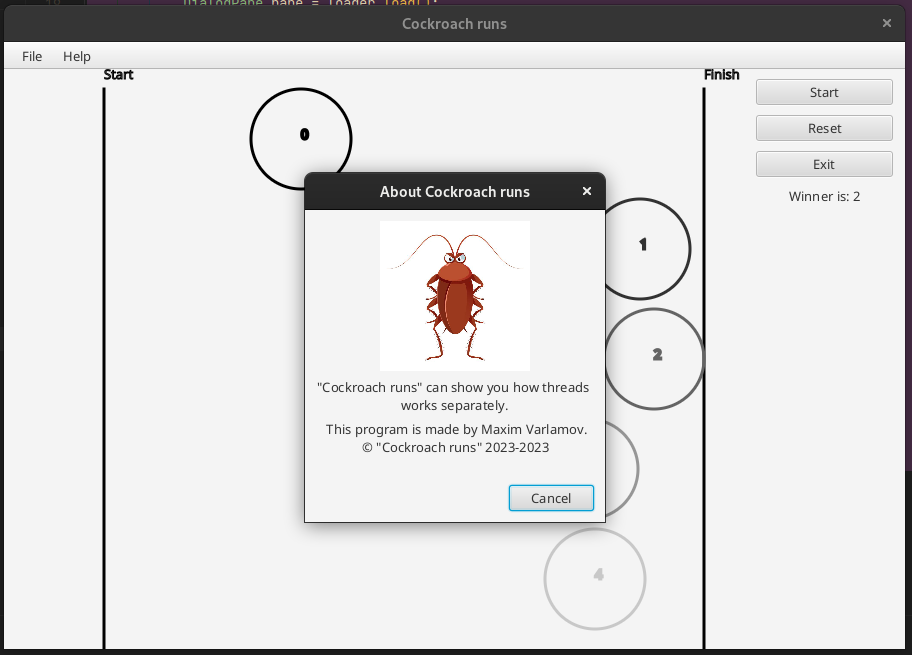 DialogPane pane = loader.load();
Cockroach runs
File Help
Start Finish
Start
0
Reset
Exit
About Cockroach runs
Winner is: 2
1
2
"Cockroach runs" can show you how threads
works separately.
This program is made by Maxim Varlamov.
© "Cockroach runs" 2023-2023
Cancel
4